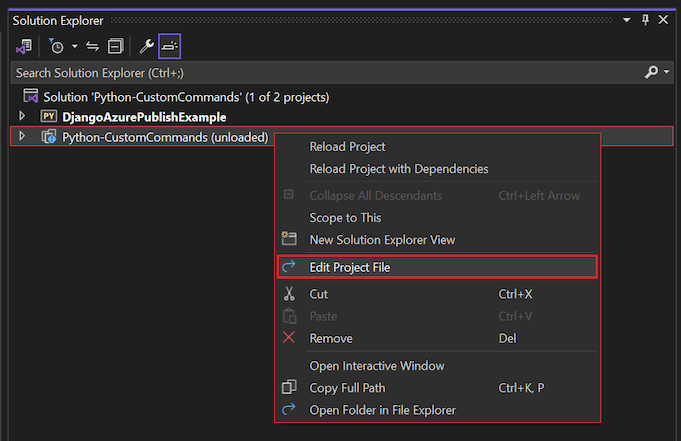 Solution Explorer
Search Solution Explorer (Ctrl+;)
Solution 'Python-CustomCommands' (1 of 2 projects)
PY DjangoAzurePublishExample
Python-CustomCommands (unloaded)
Reload Project
Reload Project with Dependencies
Collapse All Descendants Ctrl+Left Arrow
Scope to This
New Solution Explorer View
Edit Project File
Cut Ctrl+X
Paste Ctrl+V
Remove Del
Open Interactive Window
Copy Full Path Ctrl+K, P
Open Folder in File Explorer